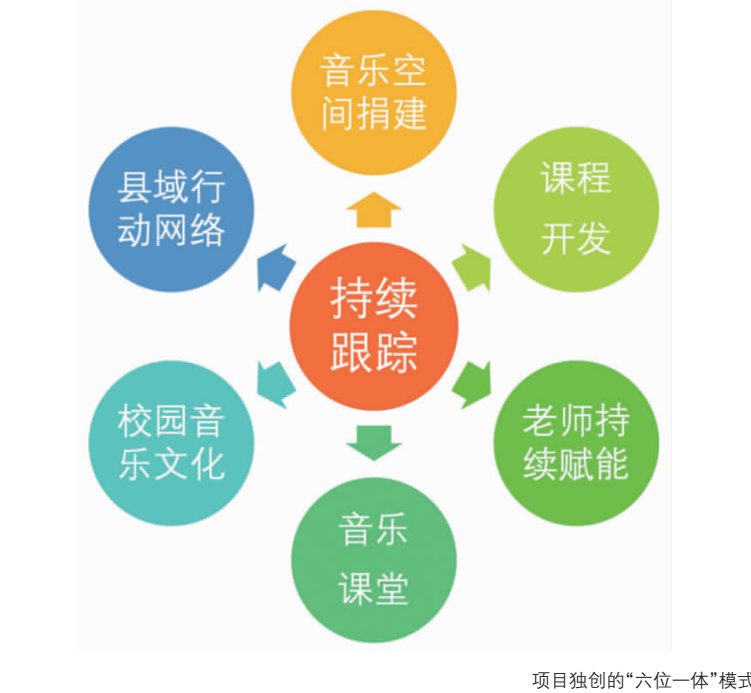 音乐空
间捐建
课程
开发
老师持
续赋能
音乐
课堂
校园音
乐文化
县域行
动网络
持续
跟踪
项目独创的“六位一体”模式